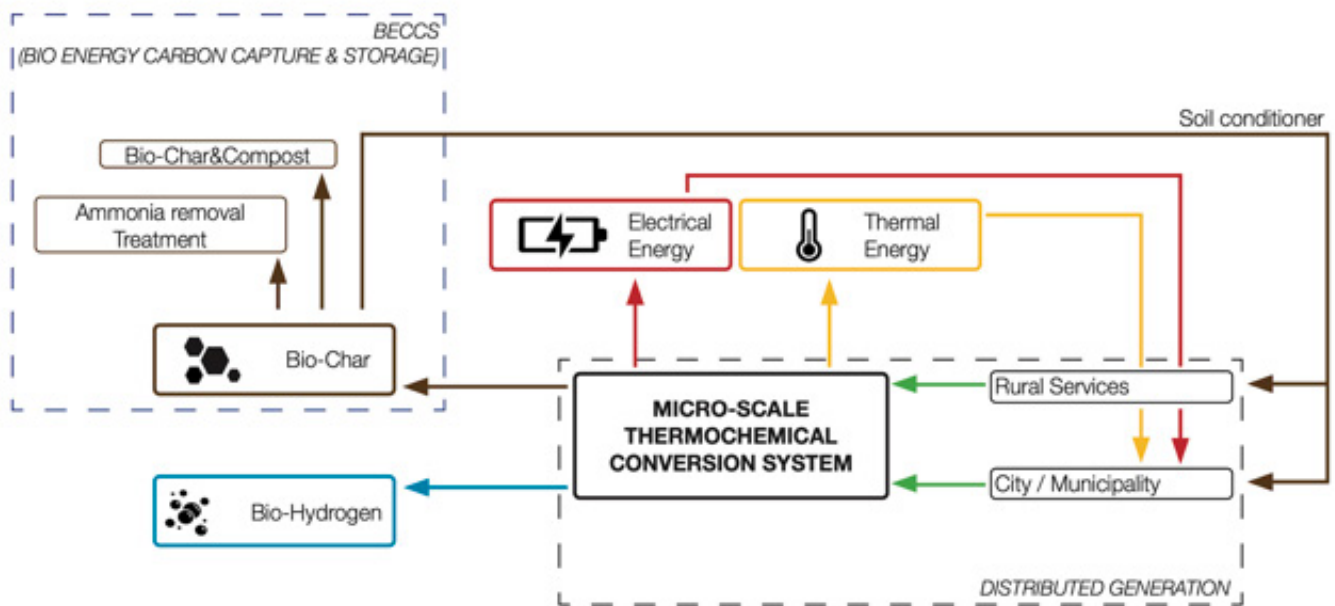 BECCS
(BIO ENERGY CARBON CAPTURE & STORAGE)
Soil conditioner
Bio-Char&Compost
Ammonia removal
Treatment
Electrical
Energy
Thermal
Energy
Bio-Char
Rural Services
MICRO-SCALE
THERMOCHEMICAL
CONVERSION SYSTEM
City / Municipality
Bio-Hydrogen
DISTRIBUTED GENERATION